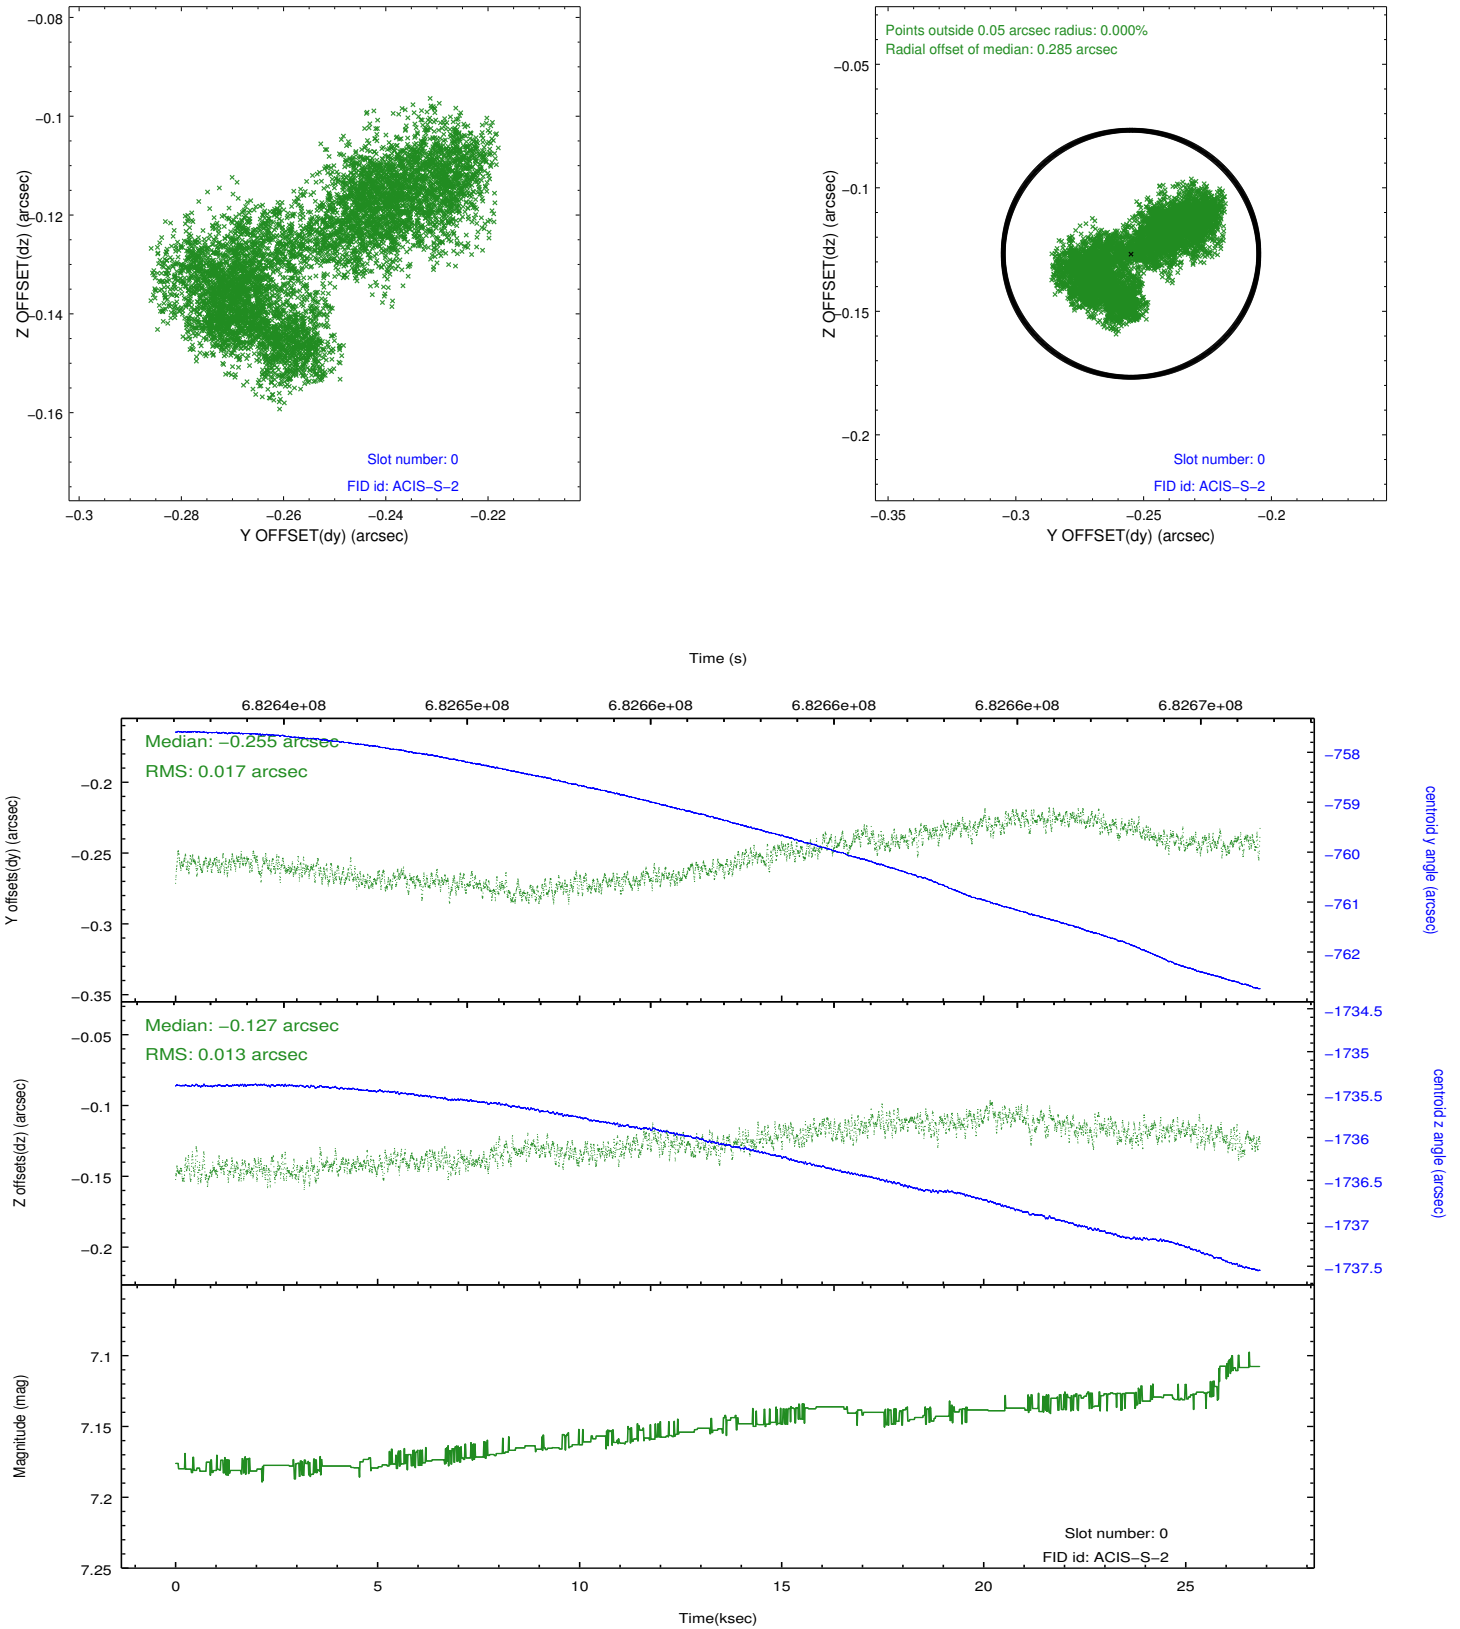 −0.08
−0.1
−0.12
−0.14
−0.16
Z OFFSET(dz) (arcsec)
Slot number: 0
FID id: ACIS−S−2
−0.3 −0.28 −0.26 −0.24 −0.22
Y OFFSET(dy) (arcsec)
Points outside 0.05 arcsec radius: 0.000%
Radial offset of median: 0.285 arcsec
−0.05
−0.1
−0.15
−0.2
Z OFFSET(dz) (arcsec)
Slot number: 0
FID id: ACIS−S−2
−0.35 −0.3 −0.25 −0.2
Y OFFSET(dy) (arcsec)
Time (s)
6.8264e+08 6.8265e+08 6.8266e+08 6.8266e+08 6.8266e+08 6.8267e+08
Median: −0.255 arcsec
RMS: 0.017 arcsec
−0.2
−0.25
−0.3
−0.35
Y offsets(dy) (arcsec)
−758
−759
−760
−761
−762
centroid y angle (arcsec)
Median: −0.127 arcsec
RMS: 0.013 arcsec
−0.05
−0.1
−0.15
−0.2
Z offsets(dz) (arcsec)
−1734.5
−1735
−1735.5
−1736
−1736.5
−1737
−1737.5
centroid z angle (arcsec)
7.1
7.15
7.2
7.25
Magnitude (mag)
Slot number: 0
FID id: ACIS−S−2
0 5 10 15 20 25
Time(ksec)